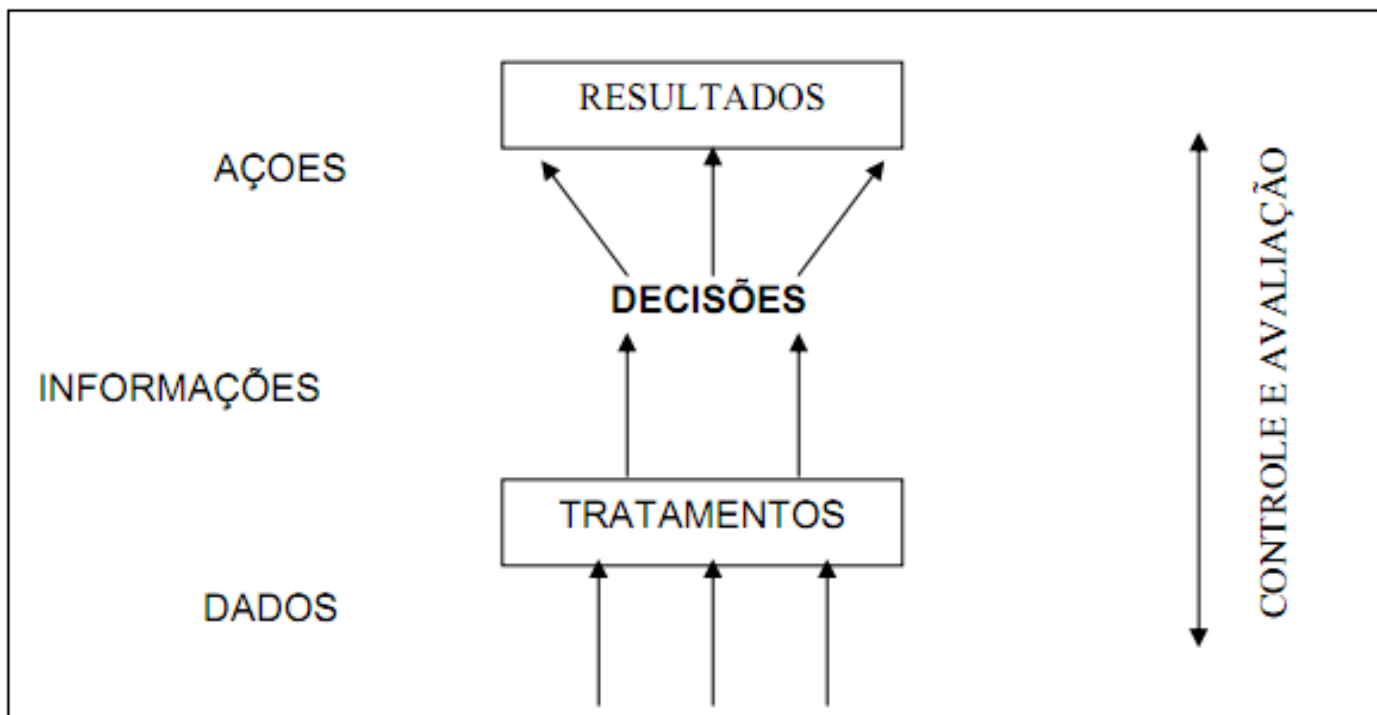 RESULTADOS
AÇOES
DECISÕES
INFORMAÇÕES
TRATAMENTOS
DADOS
CONTROLE E AVALIAÇÃO